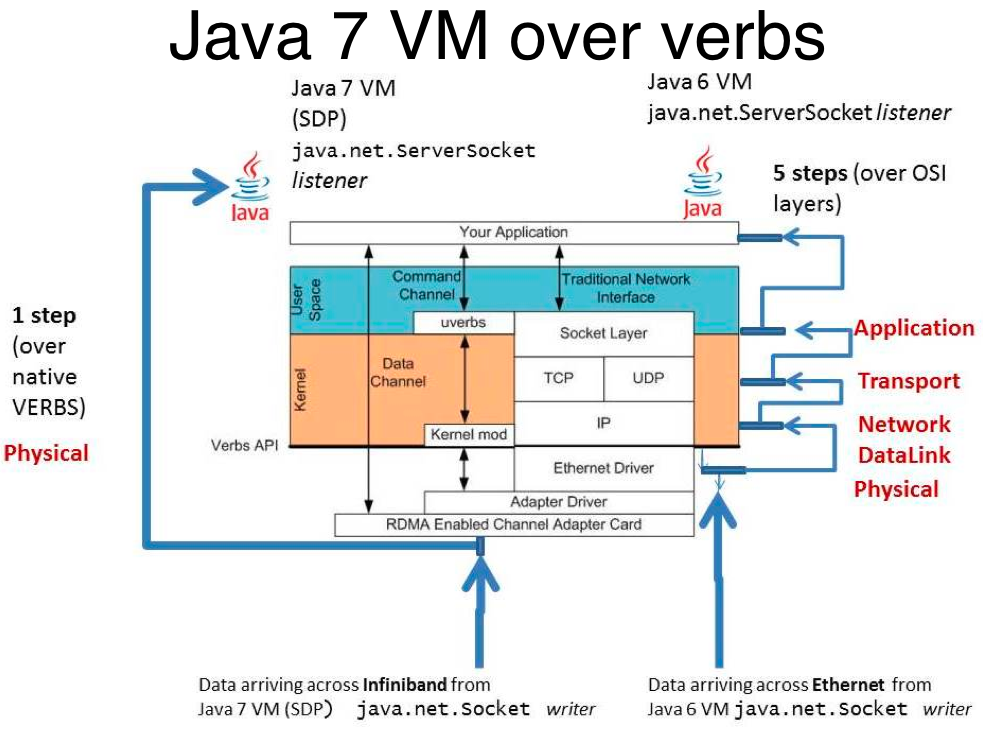 Java 7 VM over verbs
Java 7 VM
(SDP)
java.net.ServerSocket
listener
Java 6 VM
java.net.ServerSocket listener
Java
Java
5 steps (over OSI
layers)
Your Application
User
Space
Command
Channel
Traditional Network
Interface
uverbs
Socket Layer
Application
1 step
(over
native
VERBS)
Physical
Kernel
Data
Channel
TCP
UDP
Transport
IP
Network
Kernel mod
Verbs API
DataLink
Ethernet Driver
Physical
Adapter Driver
RDMA Enabled Channel Adapter Card
Data arriving across Infiniband from
Java 7 VM (SDP) java.net.Socket writer
Data arriving across Ethernet from
Java 6 VM java.net.Socket writer